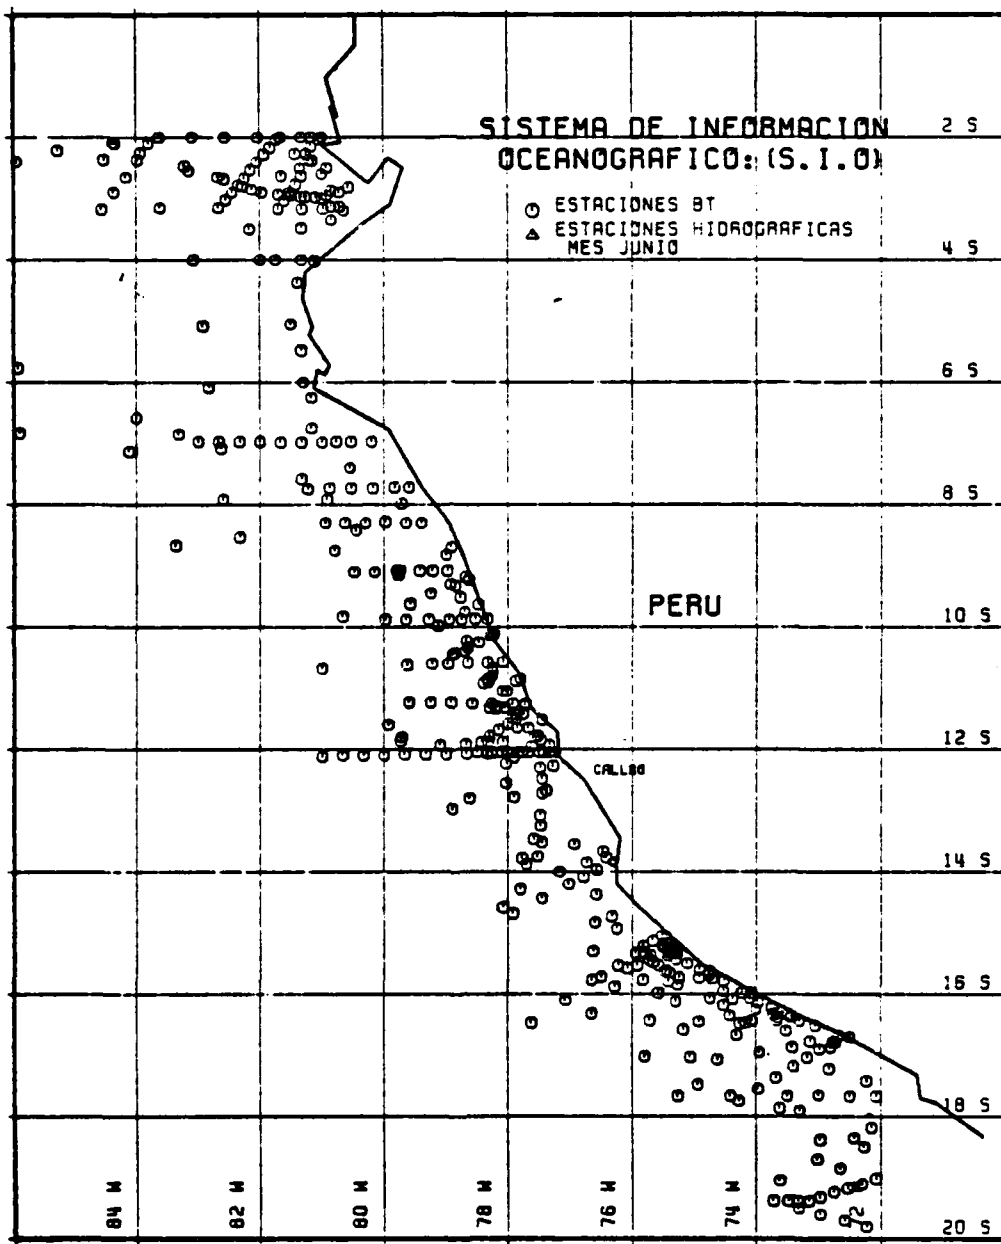 SISTEMA DE INFORMACION
OCEANOGRAFICO: (S.I.O)
ESTACIONES BT
ESTACIONES HIDROGRAFICAS
MES JUNIO
2 S
4 S
6 S
PERU
8 S
10 S
12 S
CALLAO
14 S
16 S
18 S
20 S
84 W
82 W
80 W
78 W
76 W
74 W
72